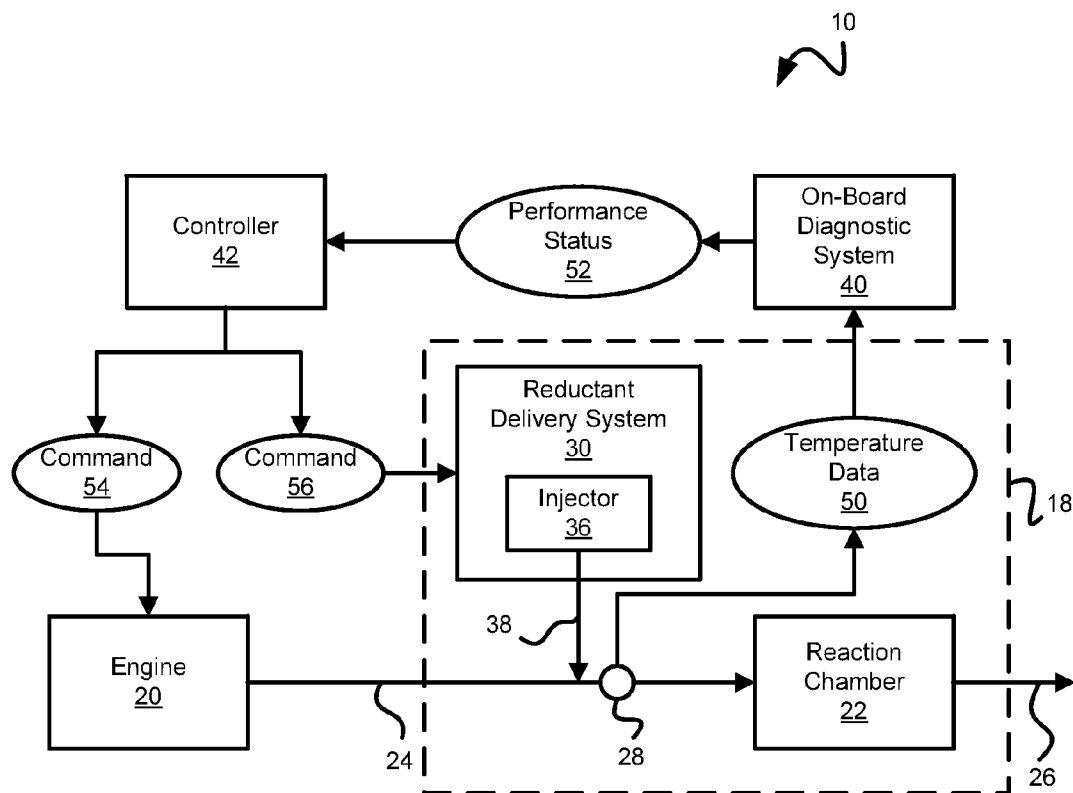 10
Controller
42
Performance
Status
52
On-Board
Diagnostic
System
40
Reductant
Delivery System
30
Injector
36
Command
54
Command
56
Temperature
Data
50
18
38
Engine
20
Reaction
Chamber
22
24
28
26